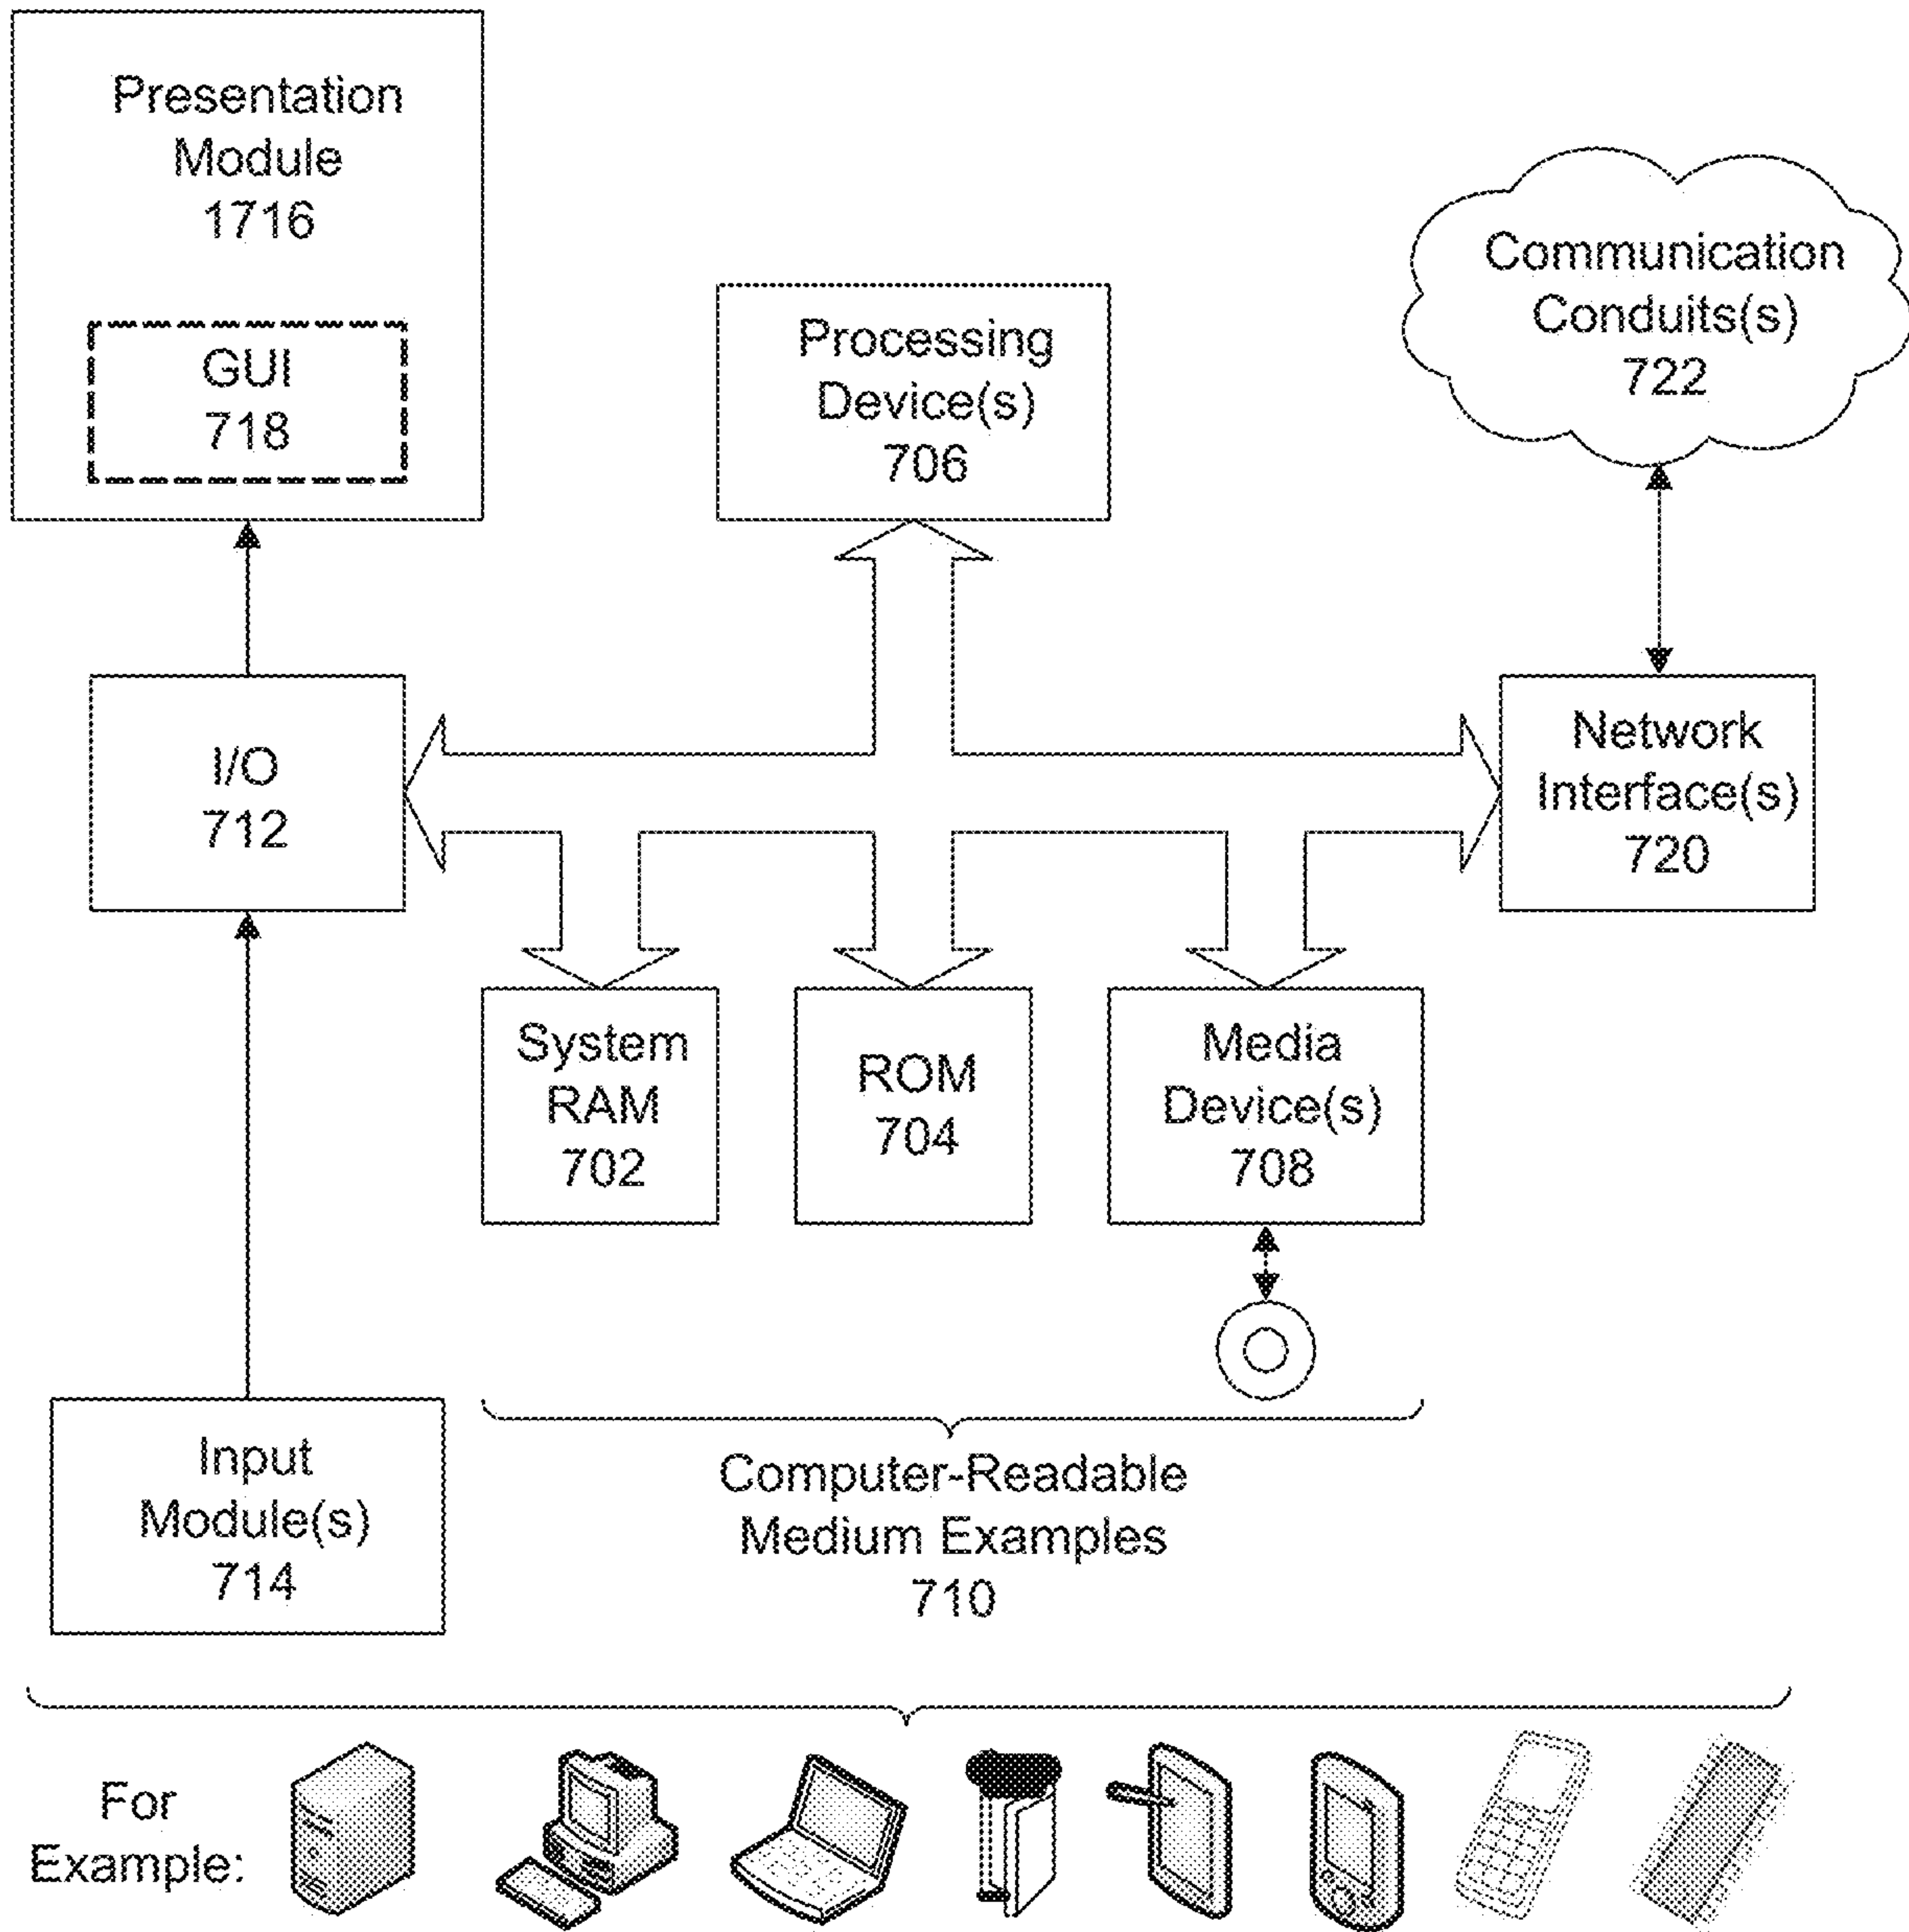 Presentation
Module
1716
GUI
718
Processing
Device(s)
706
Communication
Conduits(s)
722
I/O
712
Network
Interface(s)
720
System
RAM
702
ROM
704
Media
Device(s)
708
Input
Module(s)
714
Computer-Readable
Medium Examples
710
For
Example: